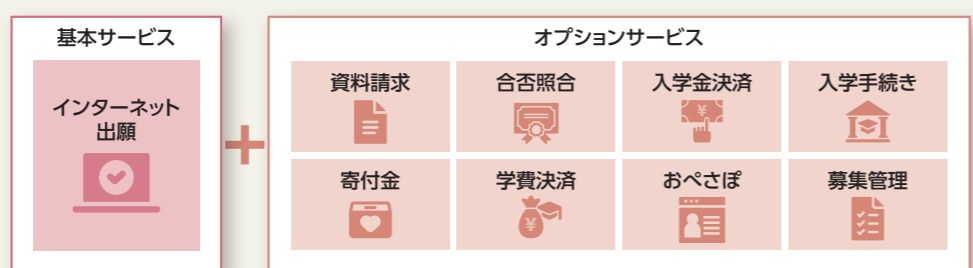 基本サービス
インターネット
出願
+
オプションサービス
資料請求
合否照合
入学金決済
¥
入学手続き
寄付金
学費決済
¥
おぺさぽ
募集管理